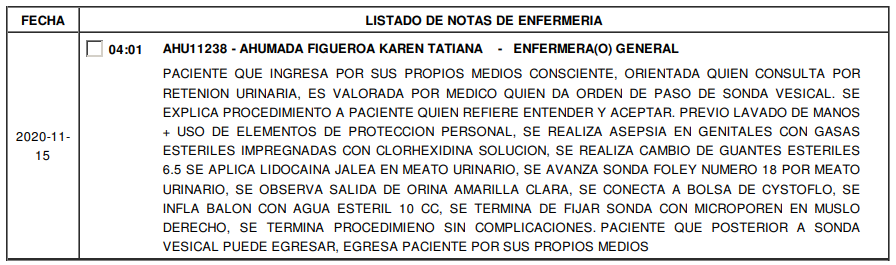 FECHA LISTADO DE NOTAS DE ENFERMERIA
04:01 AHU11238 - AHUMADA FIGUEROA KAREN TATIANA - ENFERMERA(O) GENERAL
PACIENTE QUE INGRESA POR SUS PROPIOS MEDIOS CONSCIENTE, ORIENTADA QUIEN CONSULTA POR
RETENION URINARIA, ES VALORADA POR MEDICO QUIEN DA ORDEN DE PASO DE SONDA VESICAL. SE
EXPLICA PROCEDIMIENTO A PACIENTE QUIEN REFIERE ENTENDER Y ACEPTAR. PREVIO LAVADO DE MANOS
2020-11-
15
+ USO DE ELEMENTOS DE PROTECCION PERSONAL, SE REALIZA ASEPSIA EN GENITALES CON GASAS
ESTERILES IMPREGNADAS CON CLORHEXIDINA SOLUCION, SE REALIZA CAMBIO DE GUANTES ESTERILES
6.5 SE APLICA LIDOCAINA JALEA EN MEATO URINARIO, SE AVANZA SONDA FOLEY NUMERO 18 POR MEATO
URINARIO, SE OBSERVA SALIDA DE ORINA AMARILLA CLARA, SE CONECTA A BOLSA DE CYSTOFLO, SE
INFLA BALON CON AGUA ESTERIL 10 CC, SE TERMINA DE FIJAR SONDA CON MICROPOREN EN MUSLO
DERECHO, SE TERMINA PROCEDIMIENO SIN COMPLICACIONES. PACIENTE QUE POSTERIOR A SONDA
VESICAL PUEDE EGRESAR, EGRESA PACIENTE POR SUS PROPIOS MEDIOS